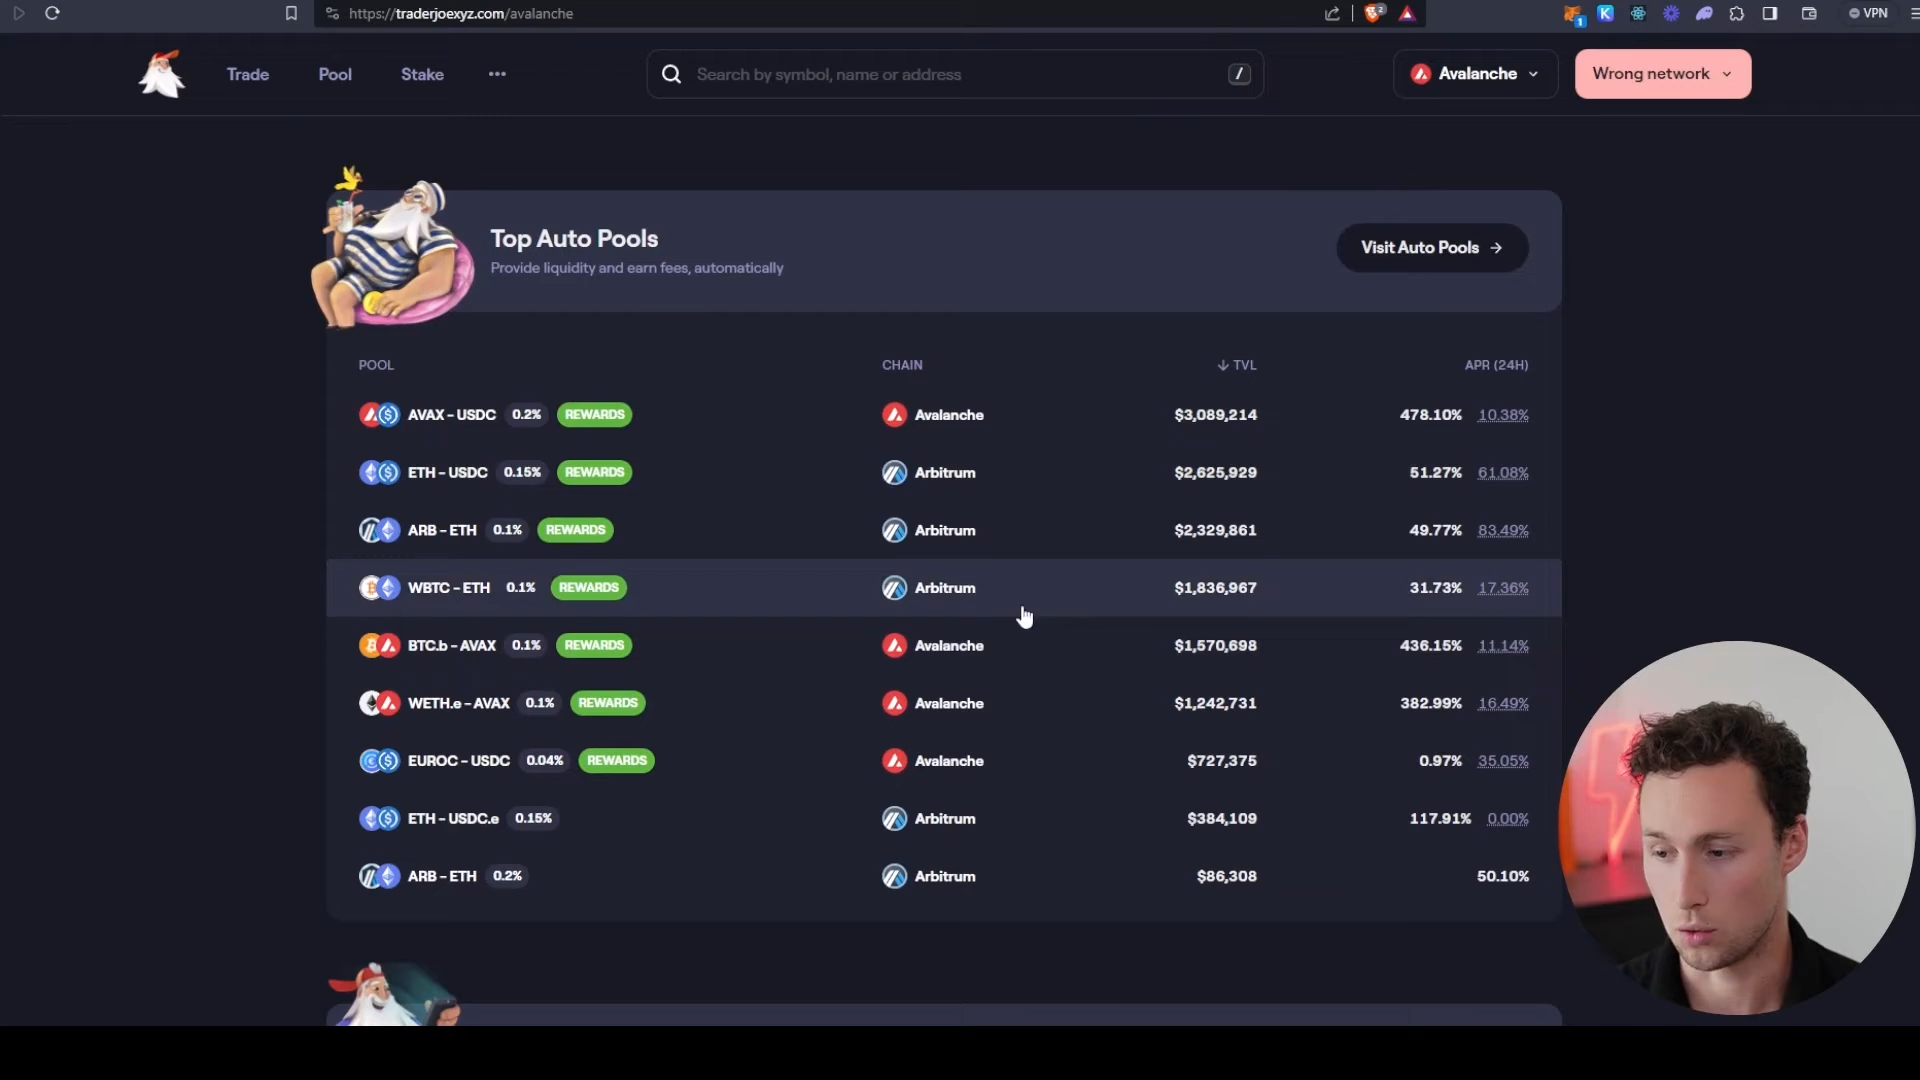 https://traderjoexyz.com/avalanche
2
1
VPN
Trade
Pool
Stake
Search by symbol, name or address
/
Avalanche
Wrong network
Top Auto Pools
Provide liquidity and earn fees, automatically
Visit Auto Pools →
POOL CHAIN ↓ TVL APR (24H)
AVAX – USDC 0.2% REWARDS Avalanche $3,089,214 478.10% 10.38%
ETH – USDC 0.15% REWARDS Arbitrum $2,625,929 51.27% 61.08%
ARB – ETH 0.1% REWARDS Arbitrum $2,329,861 49.77% 83.49%
WBTC – ETH 0.1% REWARDS Arbitrum $1,836,967 31.73% 17.36%
BTC.b – AVAX 0.1% REWARDS Avalanche $1,570,698 436.15% 11.14%
WETH.e – AVAX 0.1% REWARDS Avalanche $1,242,731 382.99% 16.49%
EUROC – USDC 0.04% REWARDS Avalanche $727,375 0.97% 35.05%
ETH – USDC.e 0.15% Arbitrum $384,109 117.91% 0.00%
ARB – ETH 0.2% Arbitrum $86,308 50.10%